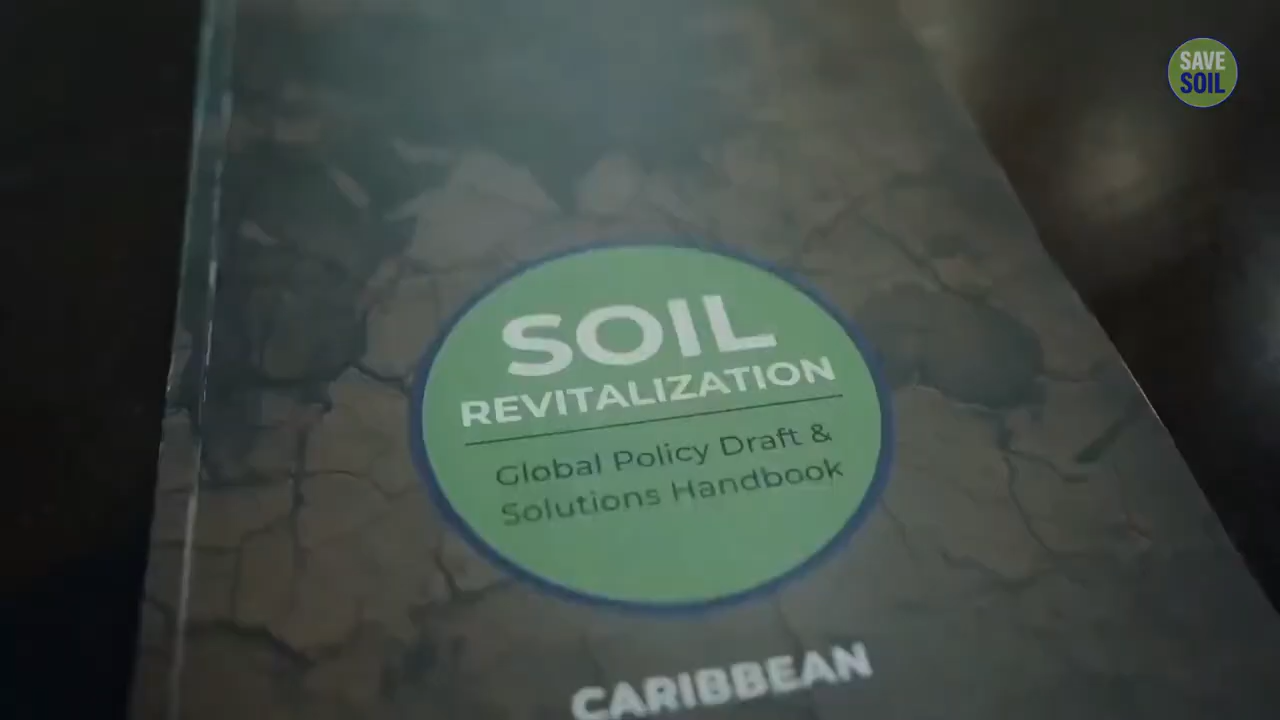 SAVE
SOIL
SOIL
REVITALIZATION
Global Policy Draft &
Solutions Handbook
CARIBBEAN